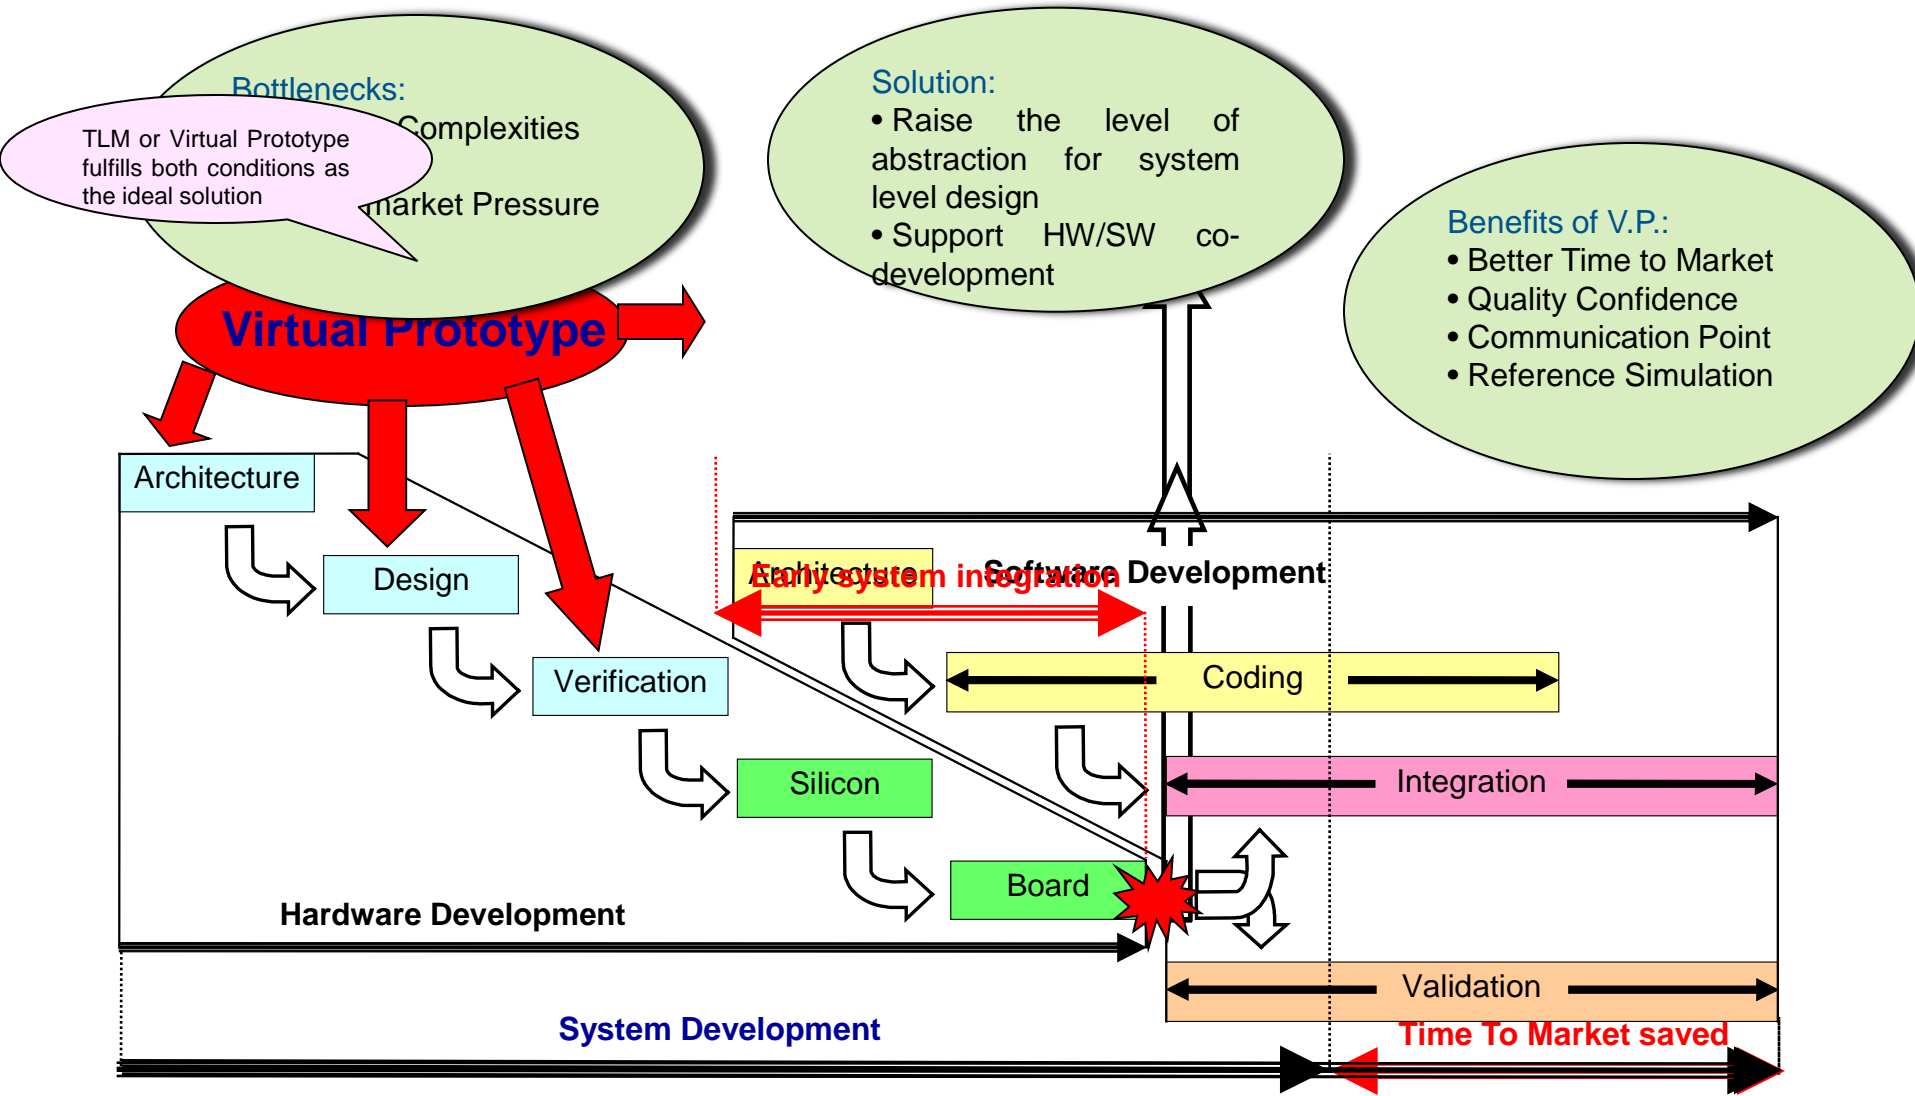 Bottlenecks:
Complexities
market Pressure
TLM or Virtual Prototype
fulfills both conditions as
the ideal solution
Solution:
• Raise the level of
abstraction for system
level design
• Support HW/SW co-
development
Benefits of V.P.:
• Better Time to Market
• Quality Confidence
• Communication Point
• Reference Simulation
Virtual Prototype
Architecture
Design
Verification
Silicon
Board
Hardware Development
Architecture
Early system integration
Software Development
Coding
Integration
Validation
System Development
Time To Market saved